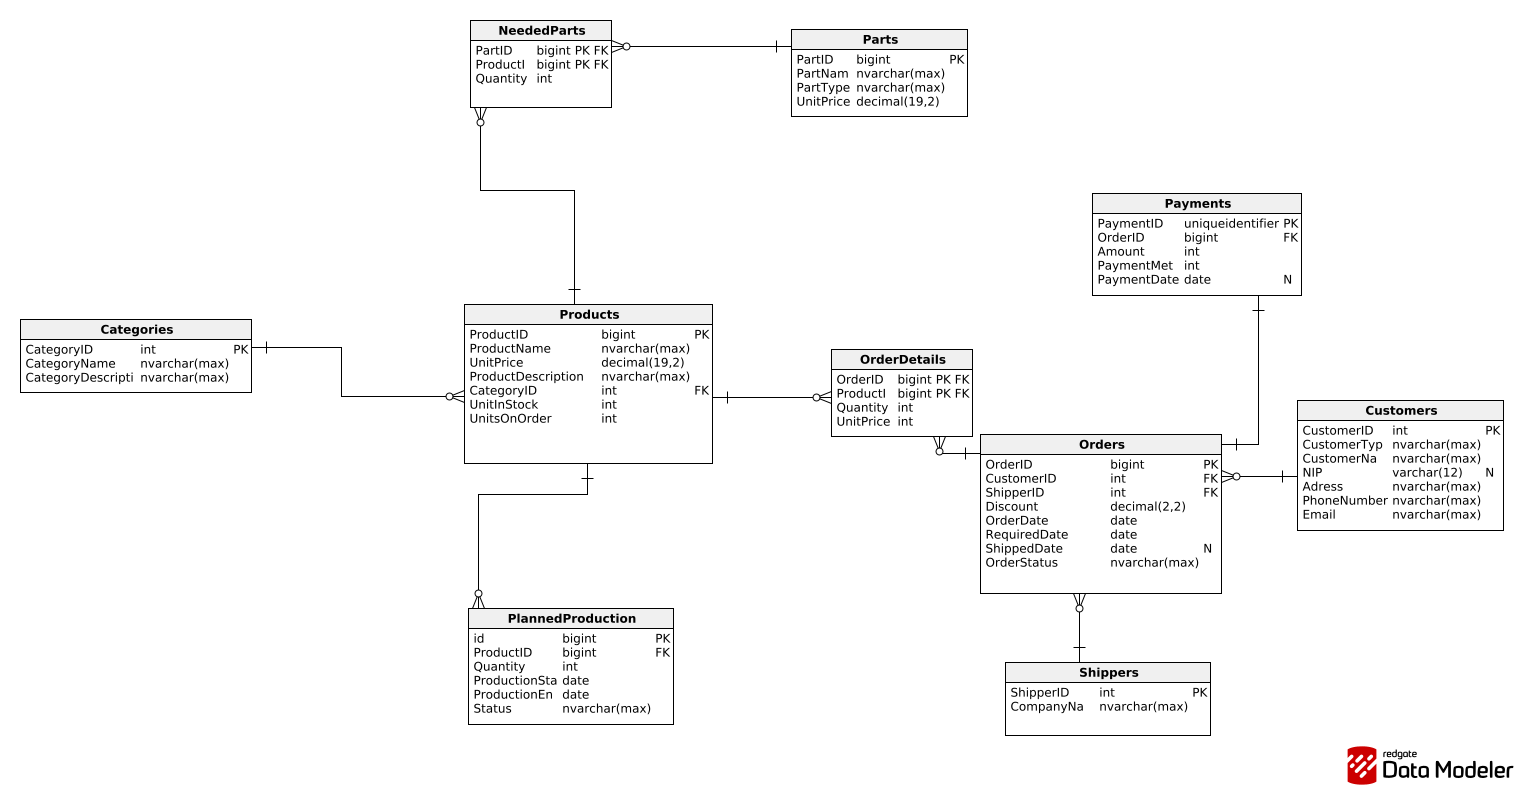 NeededParts
PartID bigint PK FK
ProductI bigint PK FK
Quantity int
Parts
PartID bigint PK
PartNam nvarchar(max)
PartType nvarchar(max)
UnitPrice decimal(19,2)
Payments
PaymentID uniqueidentifier PK
OrderID bigint FK
Amount int
PaymentMet int
PaymentDate date N
Categories
CategoryID int PK
CategoryName nvarchar(max)
CategoryDescripti nvarchar(max)
Products
ProductID bigint PK
ProductName nvarchar(max)
UnitPrice decimal(19,2)
ProductDescription nvarchar(max)
CategoryID int FK
UnitInStock int
UnitsOnOrder int
OrderDetails
OrderID bigint PK FK
ProductI bigint PK FK
Quantity int
UnitPrice int
Orders
OrderID bigint PK
CustomerID int FK
ShipperID int FK
Discount decimal(2,2)
OrderDate date
RequiredDate date
ShippedDate date N
OrderStatus nvarchar(max)
Customers
CustomerID int PK
CustomerTyp nvarchar(max)
CustomerNa nvarchar(max)
NIP varchar(12) N
Adress nvarchar(max)
PhoneNumber nvarchar(max)
Email nvarchar(max)
PlannedProduction
id bigint PK
ProductID bigint FK
Quantity int
ProductionSta date
ProductionEn date
Status nvarchar(max)
Shippers
ShipperID int PK
CompanyNa nvarchar(max)
redgate
Data Modeler